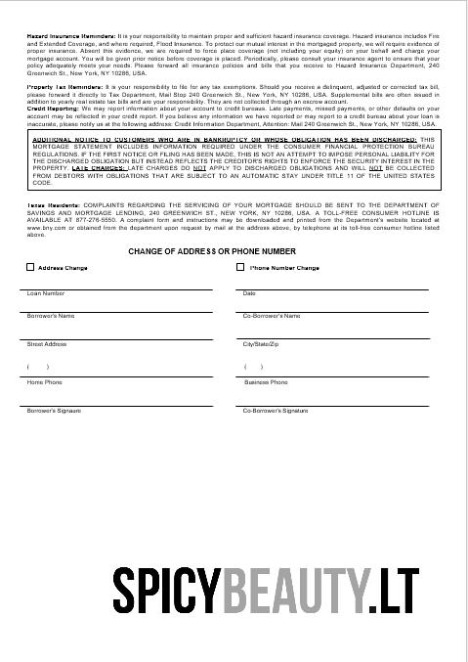 Hazard Insurance Reminders: It is your responsibility to maintain proper and sufficient hazard insurance coverage. Hazard insurance includes Fire
and Extended Coverage, and where required, Flood Insurance. To protect our mutual interest in the mortgaged property, we will require evidence
of proper insurance. Absent this evidence, we are required to force place coverage (not including your equity) on your behalf and charge your
mortgage account. You will be given prior notice before coverage is placed. Periodically, please consult your insurance agent to ensure that your
policy adequately meets your needs. Please forward all insurance policies and bills that you receive to Hazard Insurance Department, 240
Greenwich St., New York, NY 10286, USA.
Property Tax Reminders: It is your responsibility to file for any tax exemptions. Should you receive a delinquent, adjusted or corrected tax bill,
please forward it directly to Tax Department, Mail Stop 240 Greenwich St., New York, NY 10286, USA. Supplemental bills are often issued in
addition to yearly real estate tax bills and are your responsibility. They are not collected through an escrow account.
Credit Reporting: We may report information about your account to credit bureaus. Late payments, missed payments, or other defaults on your
account may be reflected in your credit report. If you believe any information we have reported or may report to a credit bureau about your loan is
inaccurate, please notify us at the following address: Credit Information Department, Attention: Mail 240 Greenwich St., New York, NY 10286, USA.
ADDITIONAL NOTICE TO CUSTOMERS WHO ARE IN BANKRUPTCY OR WHOSE OBLIGATION HAS BEEN DISCHARGED: THIS
MORTGAGE STATEMENT INCLUDES INFORMATION REQUIRED UNDER THE CONSUMER FINANCIAL PROTECTION BUREAU
REGULATIONS. IF THE FIRST NOTICE OR FILING HAS BEEN MADE, THIS IS NOT AN ATTEMPT TO IMPOSE PERSONAL LIABILITY FOR
THE DISCHARGED OBLIGATION BUT INSTEAD REFLECTS THE CREDITOR'S RIGHTS TO ENFORCE THE SECURITY INTEREST IN THE
PROPERTY. LATE CHARGES: LATE CHARGES DO NOT APPLY TO DISCHARGED OBLIGATIONS AND WILL NOT BE COLLECTED
FROM DEBTORS WITH OBLIGATIONS THAT ARE SUBJECT TO AN AUTOMATIC STAY UNDER TITLE 11 OF THE UNITED STATES
CODE.
Texas Residents: COMPLAINTS REGARDING THE SERVICING OF YOUR MORTGAGE SHOULD BE SENT TO THE DEPARTMENT OF
SAVINGS AND MORTGAGE LENDING, 240 GREENWICH ST., NEW YORK, NY 10286, USA. A TOLL-FREE CONSUMER HOTLINE IS
AVAILABLE AT 877-276-5550. A complaint form and instructions may be downloaded and printed from the Department's website located at
www.bny.com or obtained from the department upon request by mail at the address above, by telephone at its toll-free consumer hotline listed
above.
CHANGE OF ADDRESS OR PHONE NUMBER
Address Change Phone Number Change
Loan Number Date
Borrower's Name Co-Borrower's Name
Street Address City/State/Zip
( ) ( )
Home Phone Business Phone
Borrower's Signaure Co-Borrower's Signature
SPICYBEAUTY.LT